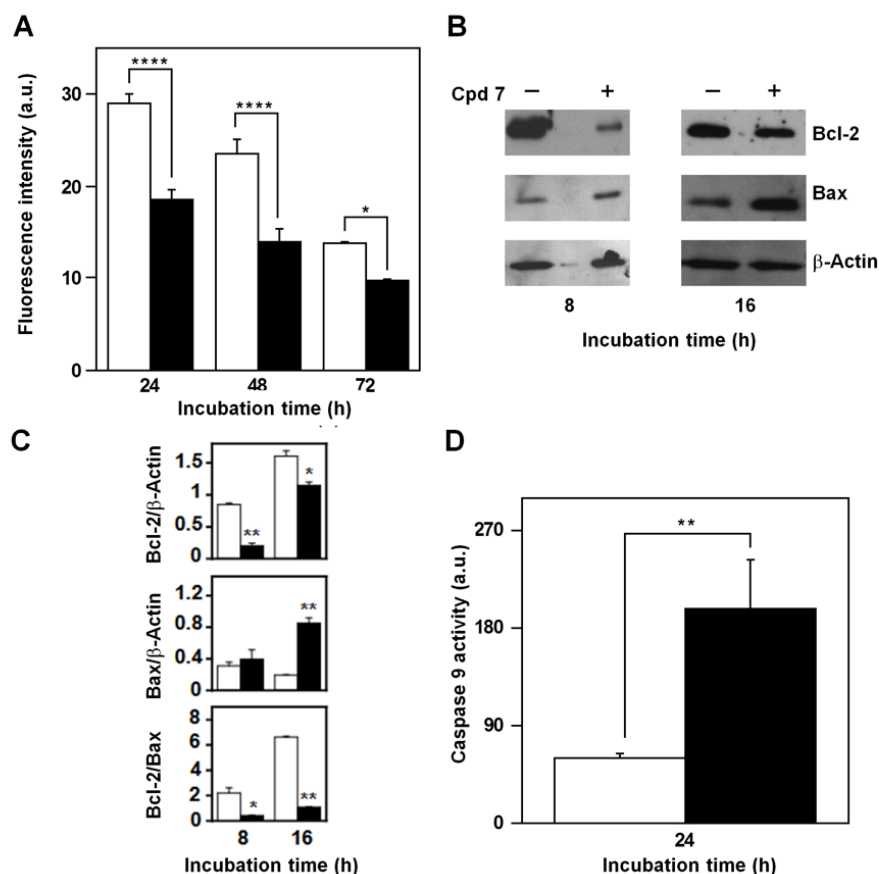 A
Fluorescence intensity (a.u.)
30
20
10
0
****
****
*
24 48 72
Incubation time (h)
B
Cpd 7 − + − +
Bcl-2
Bax
β-Actin
8 16
Incubation time (h)
C
Bcl-2/β-Actin
1.5
1
0.5
0
**
*
Bax/β-Actin
1.2
0.8
0.4
0
**
Bcl-2/Bax
8
6
4
2
0
*
**
8 16
Incubation time (h)
D
Caspase 9 activity (a.u.)
270
180
90
0
**
24
Incubation time (h)